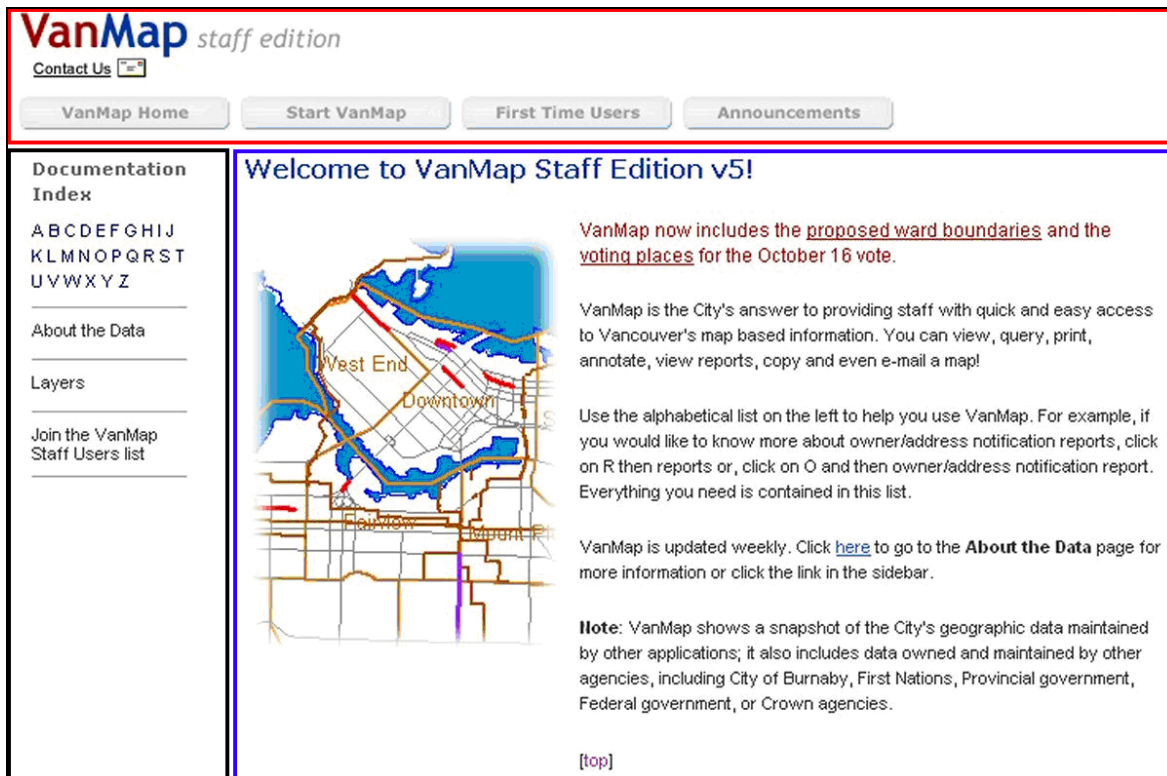 VanMap staff edition
Contact Us
VanMap Home Start VanMap First Time Users Announcements
Documentation
Index
A B C D E F G H I J
K L M N O P Q R S T
U V W X Y Z
About the Data
Layers
Join the VanMap
Staff Users list
Welcome to VanMap Staff Edition v5!
West End
Downtown
S
Fairview
Mount Pl
VanMap now includes the proposed ward boundaries and the
voting places for the October 16 vote.
VanMap is the City's answer to providing staff with quick and easy access
to Vancouver's map based information. You can view, query, print,
annotate, view reports, copy and even e-mail a map!
Use the alphabetical list on the left to help you use VanMap. For example, if
you would like to know more about owner/address notification reports, click
on R then reports or, click on O and then owner/address notification report.
Everything you need is contained in this list.
VanMap is updated weekly. Click here to go to the About the Data page for
more information or click the link in the sidebar.
Note: VanMap shows a snapshot of the City's geographic data maintained
by other applications; it also includes data owned and maintained by other
agencies, including City of Burnaby, First Nations, Provincial government,
Federal government, or Crown agencies.
[top]